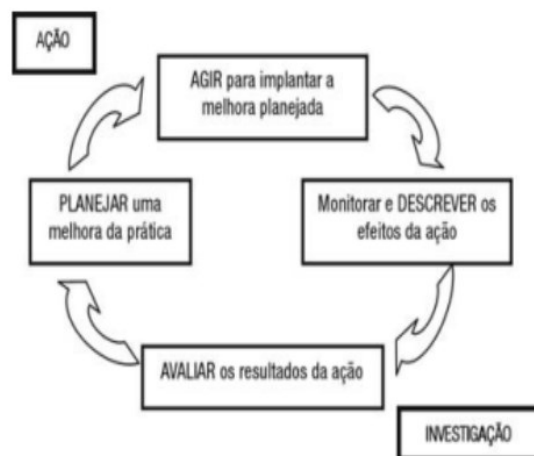 AÇÃO
AGIR para implantar a
melhora planejada
PLANEJAR uma
melhora da prática
Monitorar e DESCREVER os
efeitos da ação
AVALIAR os resultados da ação
INVESTIGAÇÃO